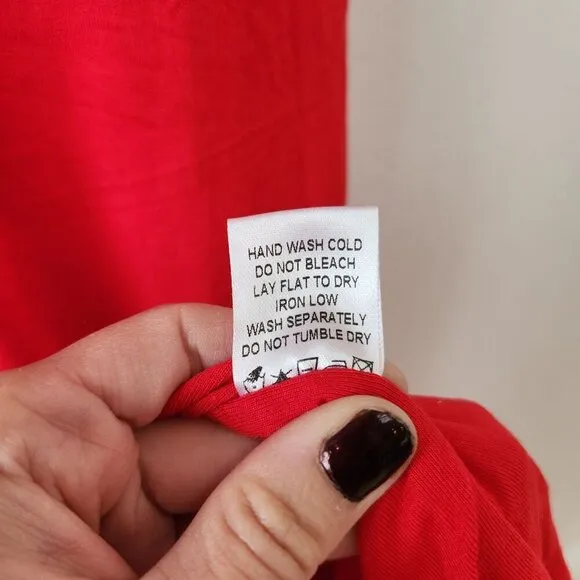 HAND WASH COLD
DO NOT BLEACH
LAY FLAT TO DRY
IRON LOW
WASH SEPARATELY
DO NOT TUMBLE DRY